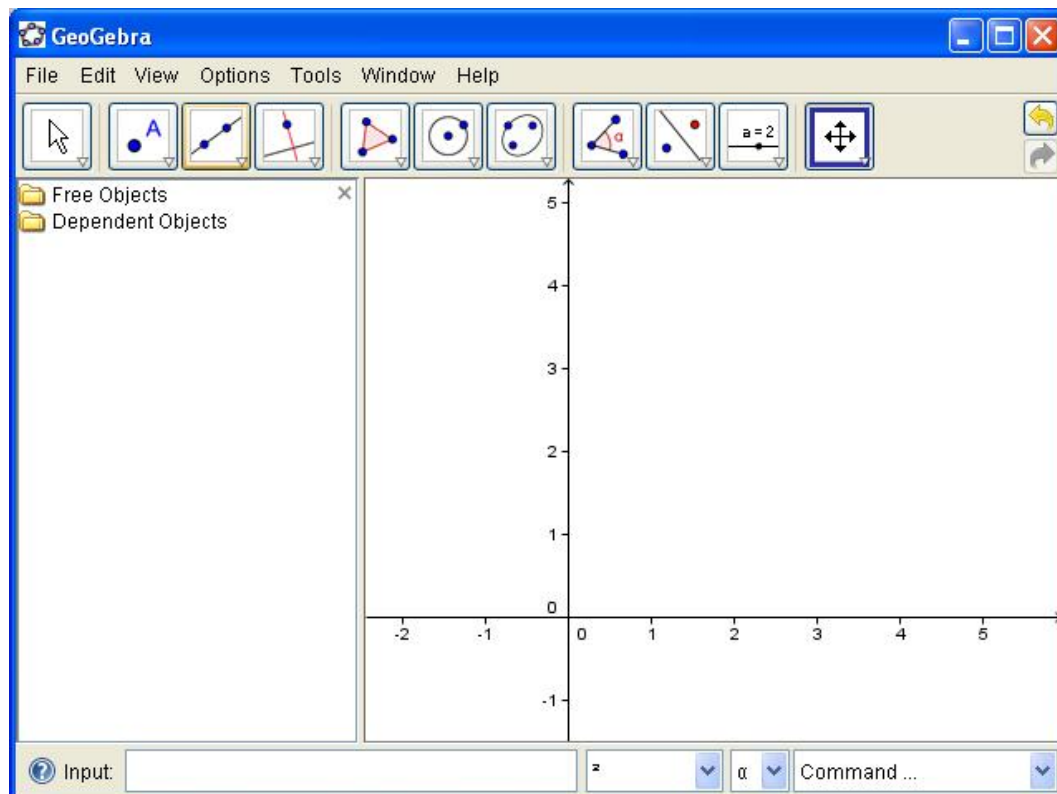 GeoGebra
File Edit View Options Tools Window Help
A α a = 2
Free Objects
Dependent Objects
5
4
3
2
1
0
-2 -1 0 1 2 3 4 5
-1
Input: ² α Command ...